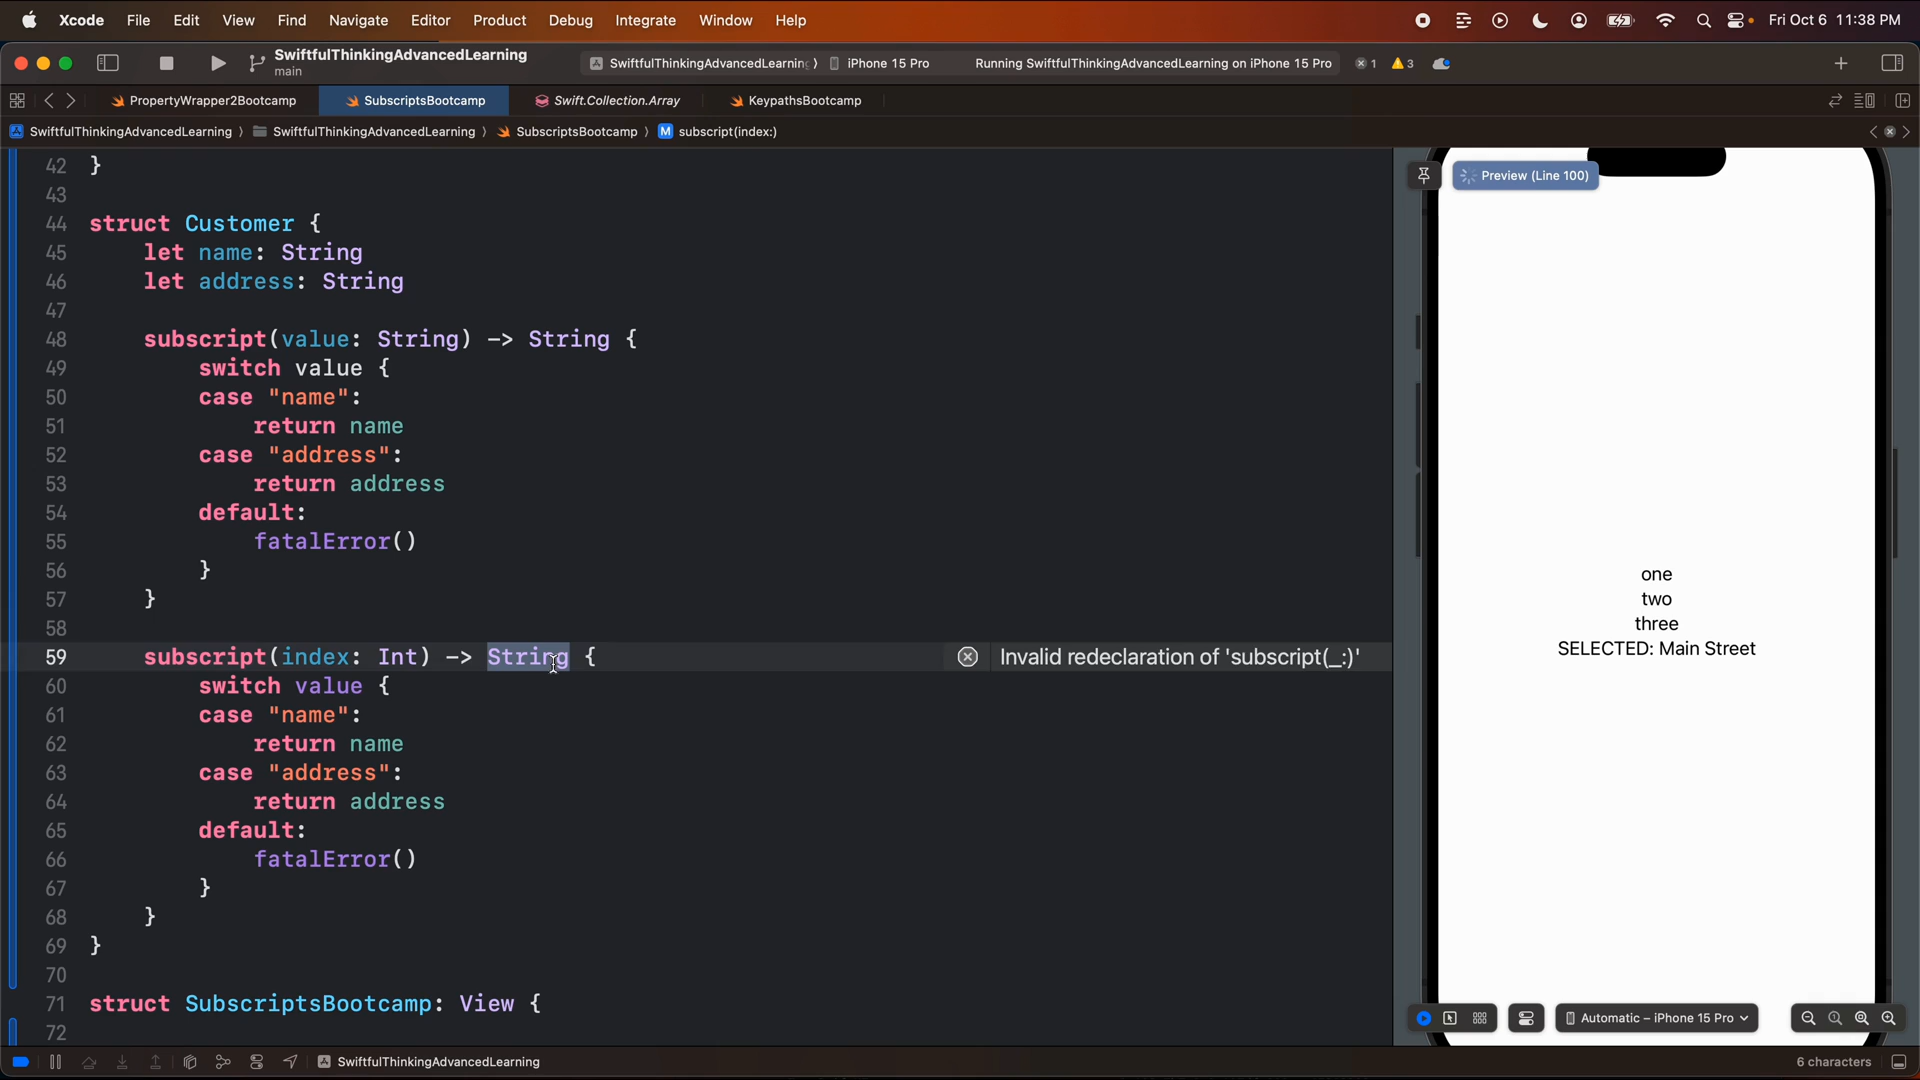 Xcode File Edit View Find Navigate Editor Product Debug Integrate Window Help Fri Oct 6 11:38 PM
SwiftfulThinkingAdvancedLearning
main
SwiftfulThinkingAdvancedLearning 〉 iPhone 15 Pro Running SwiftfulThinkingAdvancedLearning on iPhone 15 Pro 1 3
PropertyWrapper2Bootcamp SubscriptsBootcamp Swift.Collection.Array KeypathsBootcamp
SwiftfulThinkingAdvancedLearning 〉 SwiftfulThinkingAdvancedLearning 〉 SubscriptsBootcamp 〉 M subscript(index:)
42 }
43
44 struct Customer {
45 let name: String
46 let address: String
47
48 subscript(value: String) -> String {
49 switch value {
50 case "name":
51 return name
52 case "address":
53 return address
54 default:
55 fatalError()
56 }
57 }
58
59 subscript(index: Int) -> String { Invalid redeclaration of 'subscript(_:)'
60 switch value {
61 case "name":
62 return name
63 case "address":
64 return address
65 default:
66 fatalError()
67 }
68 }
69 }
70
71 struct SubscriptsBootcamp: View {
72
Preview (Line 100)
one
two
three
SELECTED: Main Street
Automatic – iPhone 15 Pro
SwiftfulThinkingAdvancedLearning 6 characters